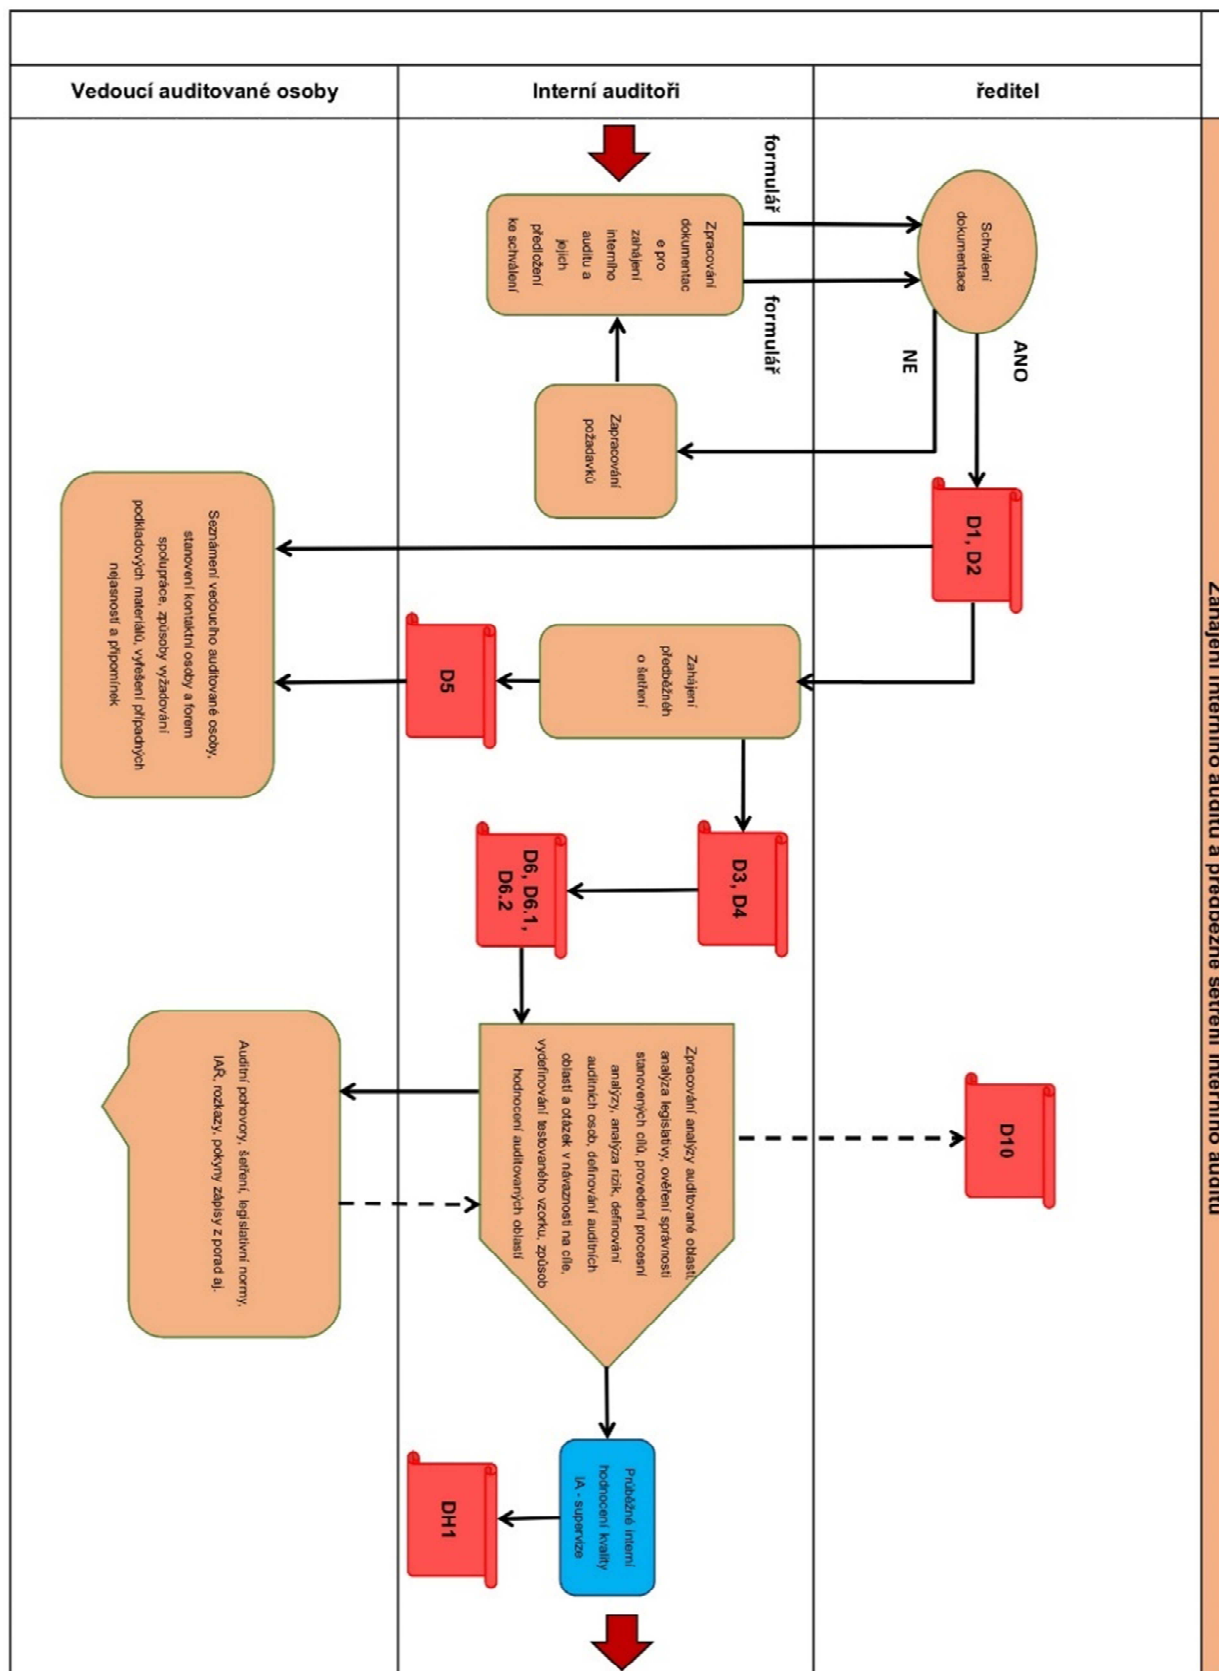 Zahájení interního auditu a předběžné šetření interního auditu
Vedoucí auditované osoby
Interní auditoři
ředitel
formulář
formulář
Zpracování
dokumentac
e pro
zahájení
interního
auditu a
jejich
předložení
ke schválení
Schválení
dokumentace
ANO
NE
Zapracování
požadavků
D1, D2
Seznámení vedoucího auditované osoby,
stanovení kontaktní osoby a forem
spolupráce, způsoby vyžadování
podkladových materiálů, vyřešení případných
nejasností a připomínek
Zahájení
předběžnéh
o šetření
D5
D3, D4
D6, D6.1,
D6.2
Zpracování analýzy auditované oblasti,
analýza legislativy, ověření správnosti
stanovených cílů, provedení procesní
analýzy, analýza rizik, definování
auditních osob, definování auditních
oblastí a otázek v návaznosti na cíle,
vydefinování testovaného vzorku, způsob
hodnocení auditovaných oblastí
D10
Auditní pohovory, šetření, legislativní normy,
IAŘ, rozkazy, pokyny zápisy z porad aj.
Průběžné interní
hodnocení kvality
IA - supervize
DH1